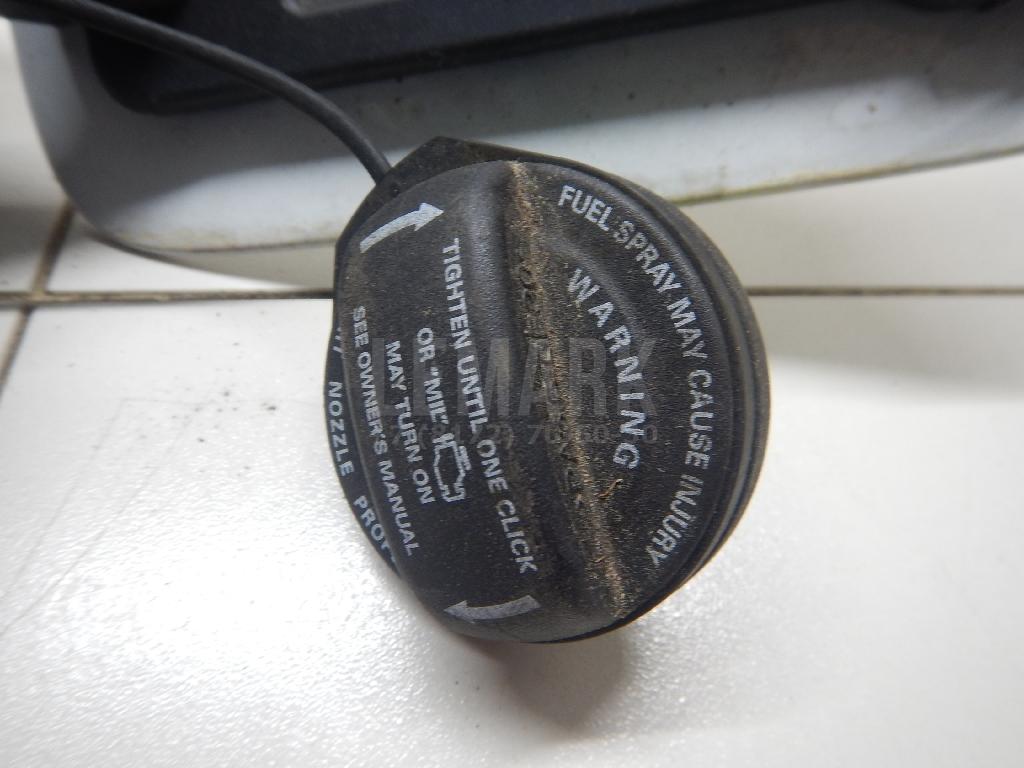 FUEL SPRAY MAY CAUSE INJURY
WARNING
TIGHTEN UNTIL ONE CLICK
OR "MIL"
MAY TURN ON
SEE OWNER'S MANUAL
NOZZLE
LEMARK